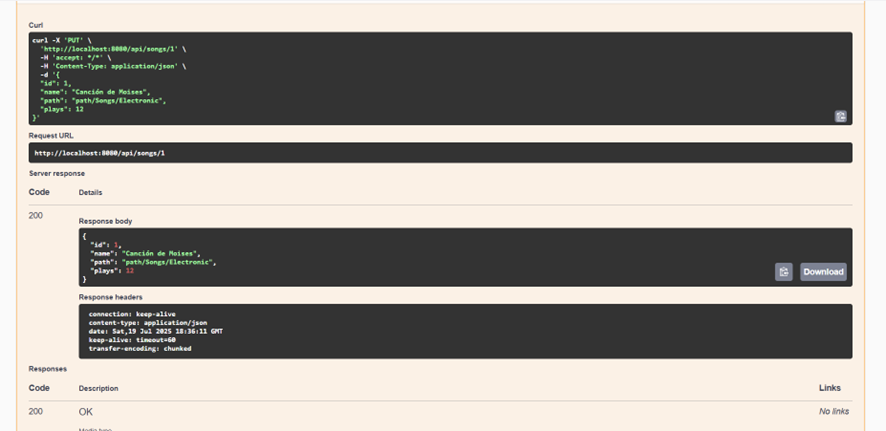 Curl
curl -X 'PUT' \
'http://localhost:8080/api/songs/1' \
-H 'accept: */*' \
-H 'Content-Type: application/json' \
-d '{
"id": 1,
"name": "Canción de Moises",
"path": "path/Songs/Electronic",
"plays": 12
}'
Request URL
http://localhost:8080/api/songs/1
Server response
Code Details
200
Response body
{
"id": 1,
"name": "Canción de Moises",
"path": "path/Songs/Electronic",
"plays": 12
}
Download
Response headers
connection: keep-alive
content-type: application/json
date: Sat,19 Jul 2025 18:36:11 GMT
keep-alive: timeout=60
transfer-encoding: chunked
Responses
Code Description Links
200 OK No links